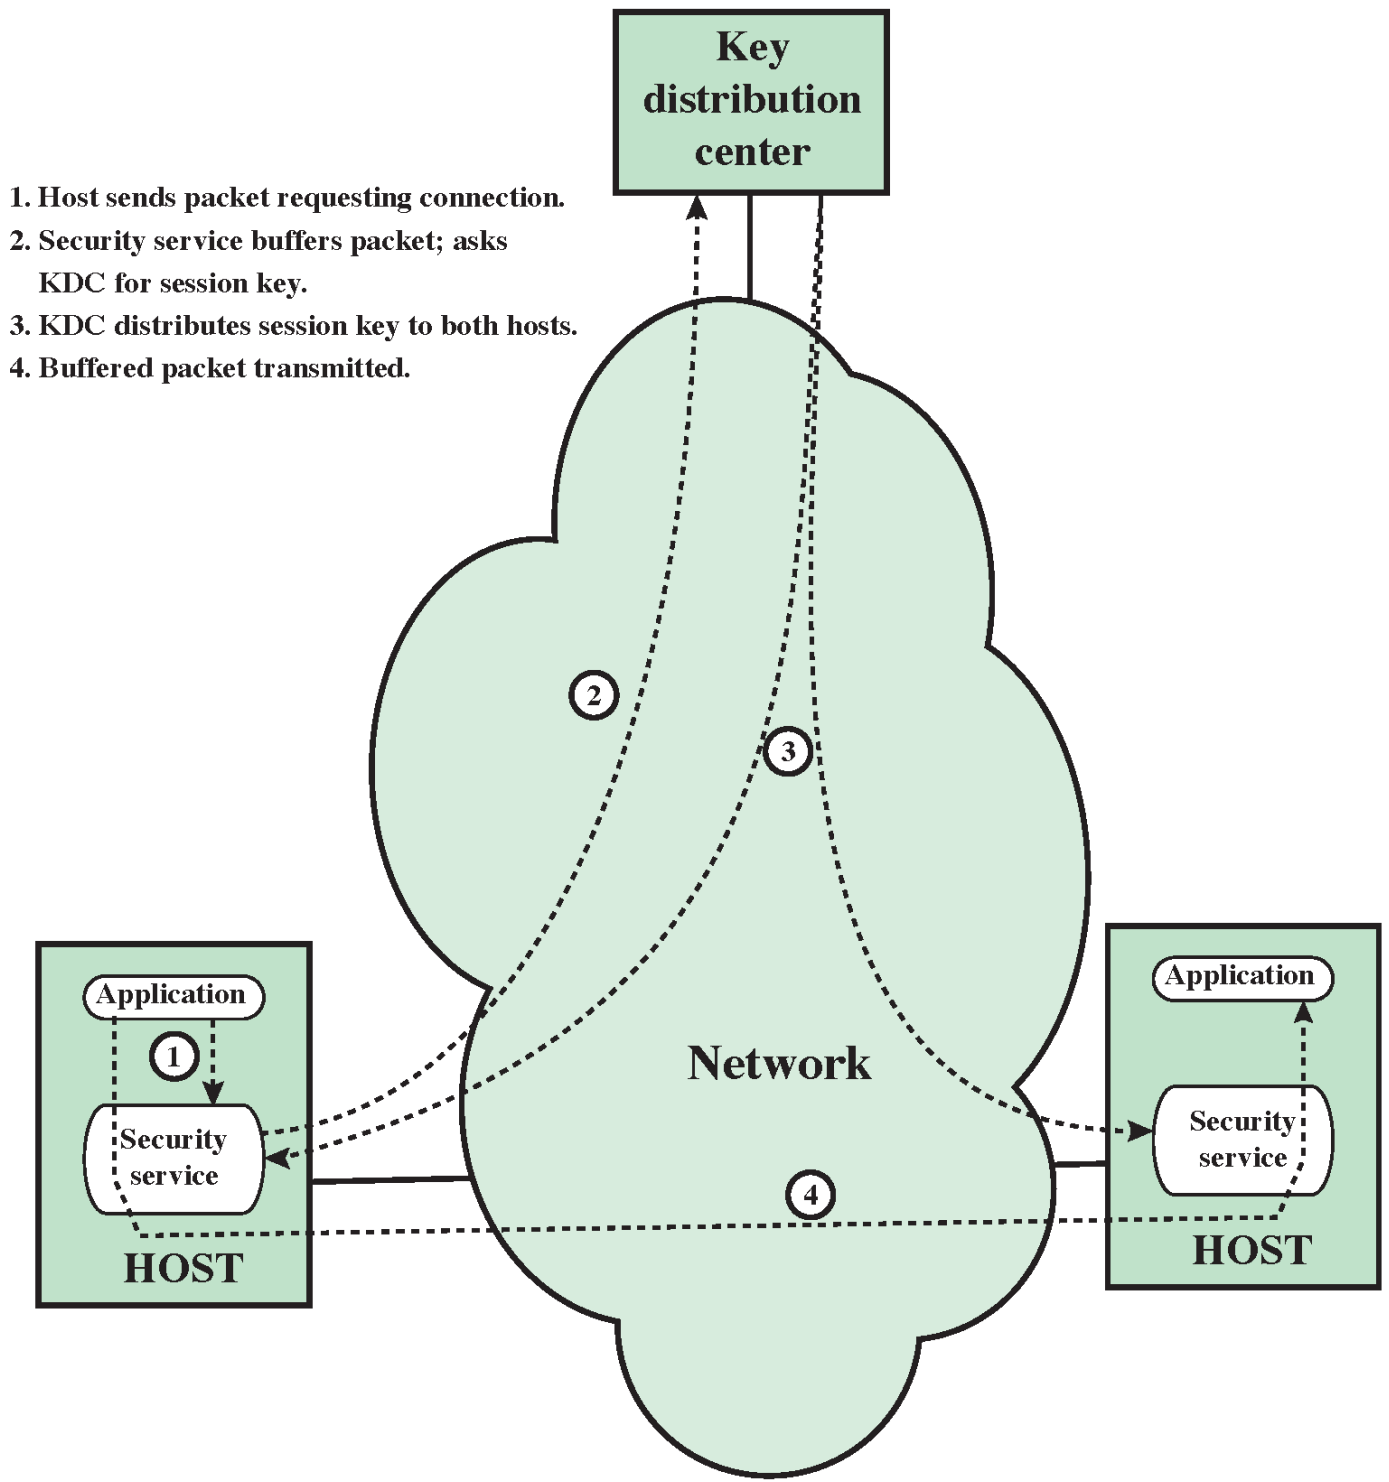 Key
distribution
center
1. Host sends packet requesting connection.
2. Security service buffers packet; asks
KDC for session key.
3. KDC distributes session key to both hosts.
4. Buffered packet transmitted.
2
3
Application
1
Security
service
HOST
Network
4
Application
Security
service
HOST